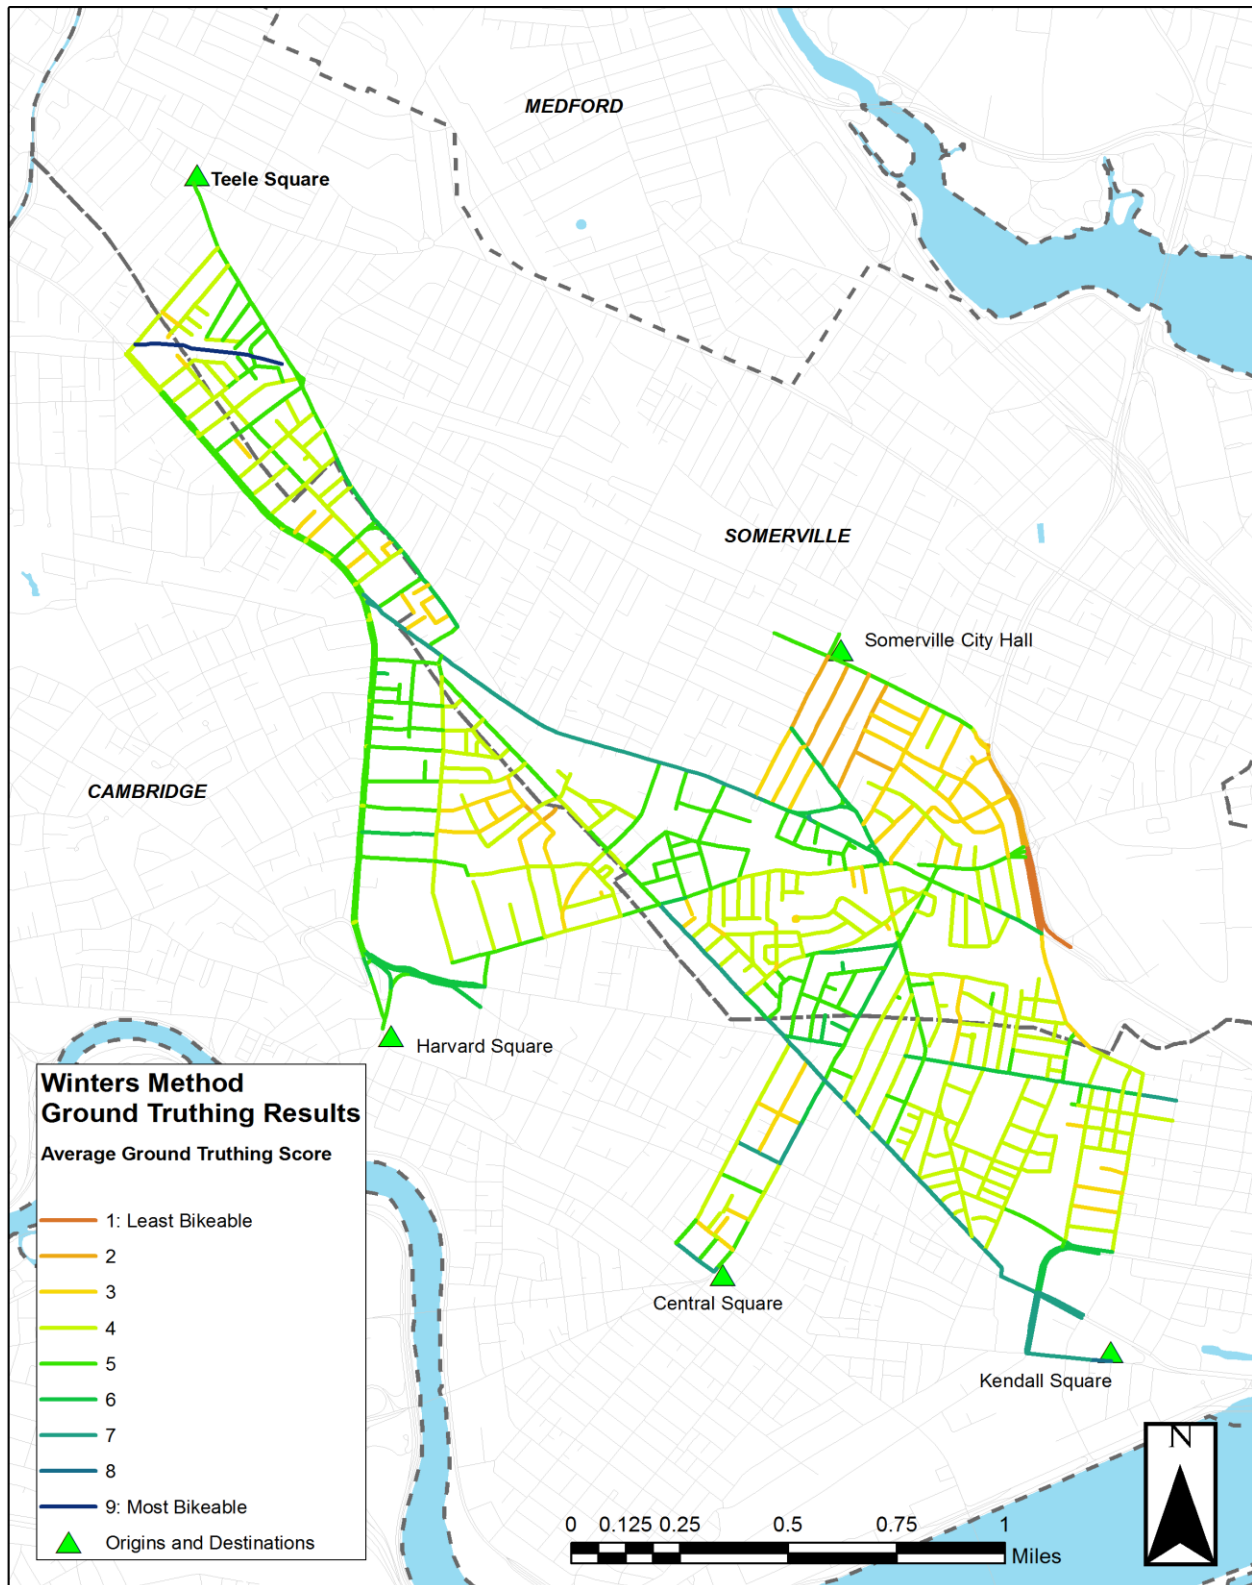 MEDFORD
Teele Square
SOMERVILLE
Somerville City Hall
CAMBRIDGE
Harvard Square
Winters Method
Ground Truthing Results
Average Ground Truthing Score
1: Least Bikeable
2
3
4
5
6
7
8
9: Most Bikeable
Origins and Destinations
Central Square
Kendall Square
N
0 0.125 0.25 0.5 0.75 1
Miles